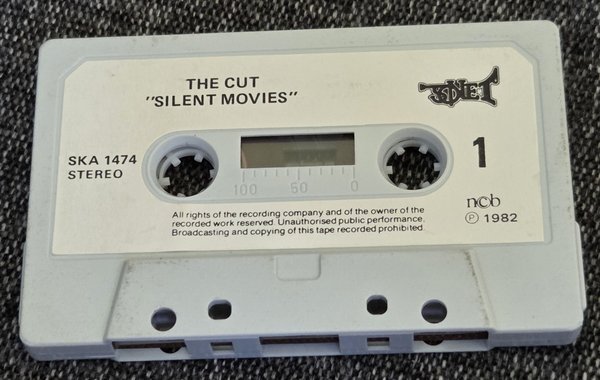 THE CUT
"SILENT MOVIES"
SKA 1474
STEREO
1
100 50 0
ncb
Ⓟ 1982
All rights of the recording company and of the owner of the
recorded work reserved. Unauthorised public performance.
Broadcasting and copying of this tape recorded prohibited.